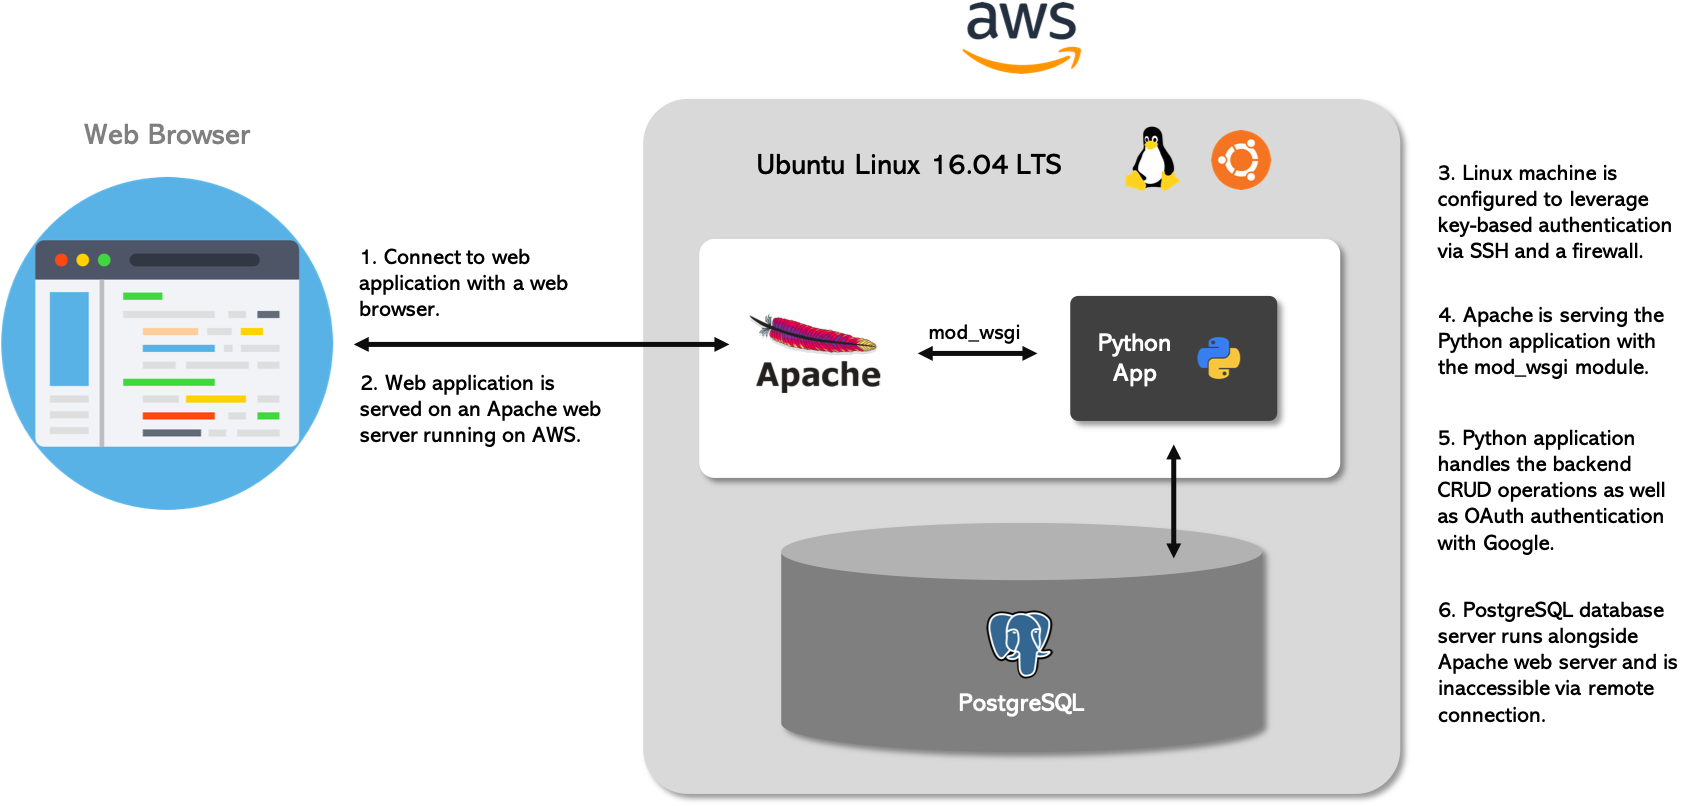 aws
Web Browser
Ubuntu Linux 16.04 LTS
1. Connect to web
application with a web
browser.
2. Web application is
served on an Apache web
server running on AWS.
Apache
mod_wsgi
Python
App
PostgreSQL
3. Linux machine is
configured to leverage
key-based authentication
via SSH and a firewall.
4. Apache is serving the
Python application with
the mod_wsgi module.
5. Python application
handles the backend
CRUD operations as well
as OAuth authentication
with Google.
6. PostgreSQL database
server runs alongside
Apache web server and is
inaccessible via remote
connection.